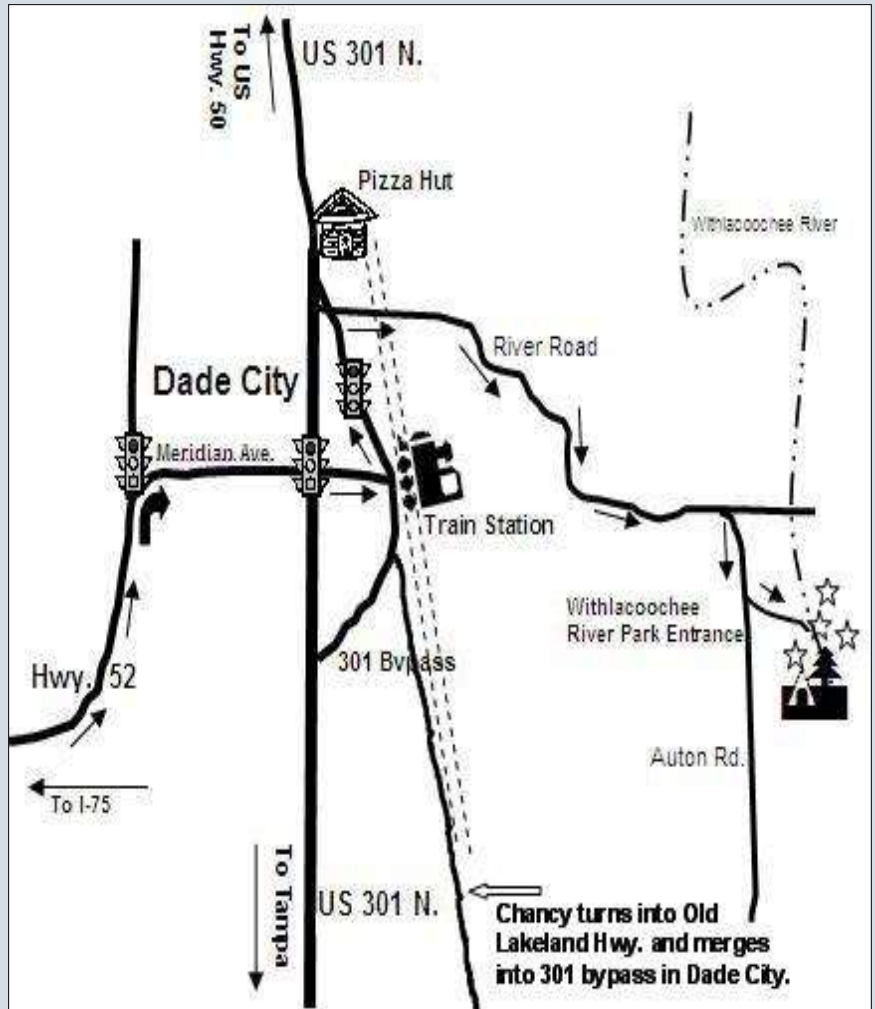 To US
Hwy. 50
US 301 N.
Pizza Hut
Withlacoochee River
River Road
Dade City
Meridian Ave.
Train Station
Withlacoochee
River Park Entrance
301 Bypass
Hwy. 52
Auton Rd.
To I-75
To Tampa
US 301 N.
Chancy turns into Old
Lakeland Hwy. and merges
into 301 bypass in Dade City.